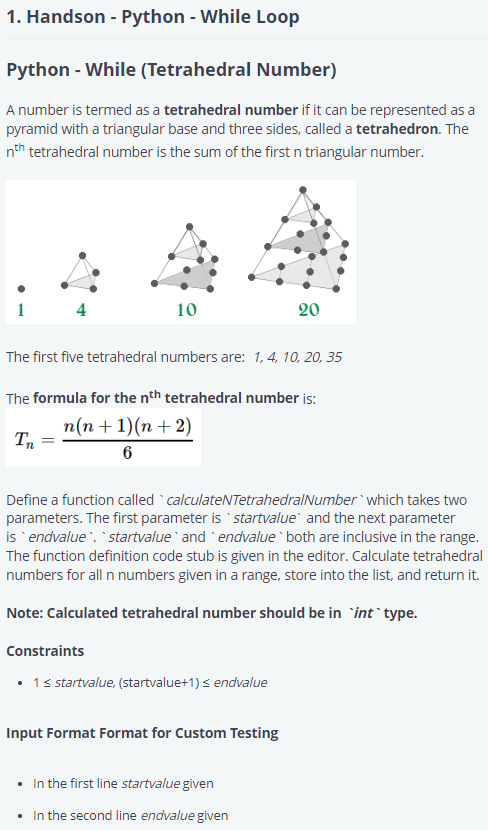 1. Handson - Python - While Loop
Python - While (Tetrahedral Number)
A number is termed as a tetrahedral number if it can be represented as a
pyramid with a triangular base and three sides, called a tetrahedron. The
nth tetrahedral number is the sum of the first n triangular number.
1 4 10 20
The first five tetrahedral numbers are: 1, 4, 10, 20, 35
The formula for the nth tetrahedral number is:
Tn = n(n + 1)(n + 2) / 6
Define a function called `calculateNTetrahedralNumber` which takes two
parameters. The first parameter is `startvalue` and the next parameter
is `endvalue`. `startvalue` and `endvalue` both are inclusive in the range.
The function definition code stub is given in the editor. Calculate tetrahedral
numbers for all n numbers given in a range, store into the list, and return it.
Note: Calculated tetrahedral number should be in `int` type.
Constraints
• 1 ≤ startvalue, (startvalue+1) ≤ endvalue
Input Format Format for Custom Testing
• In the first line startvalue given
• In the second line endvalue given